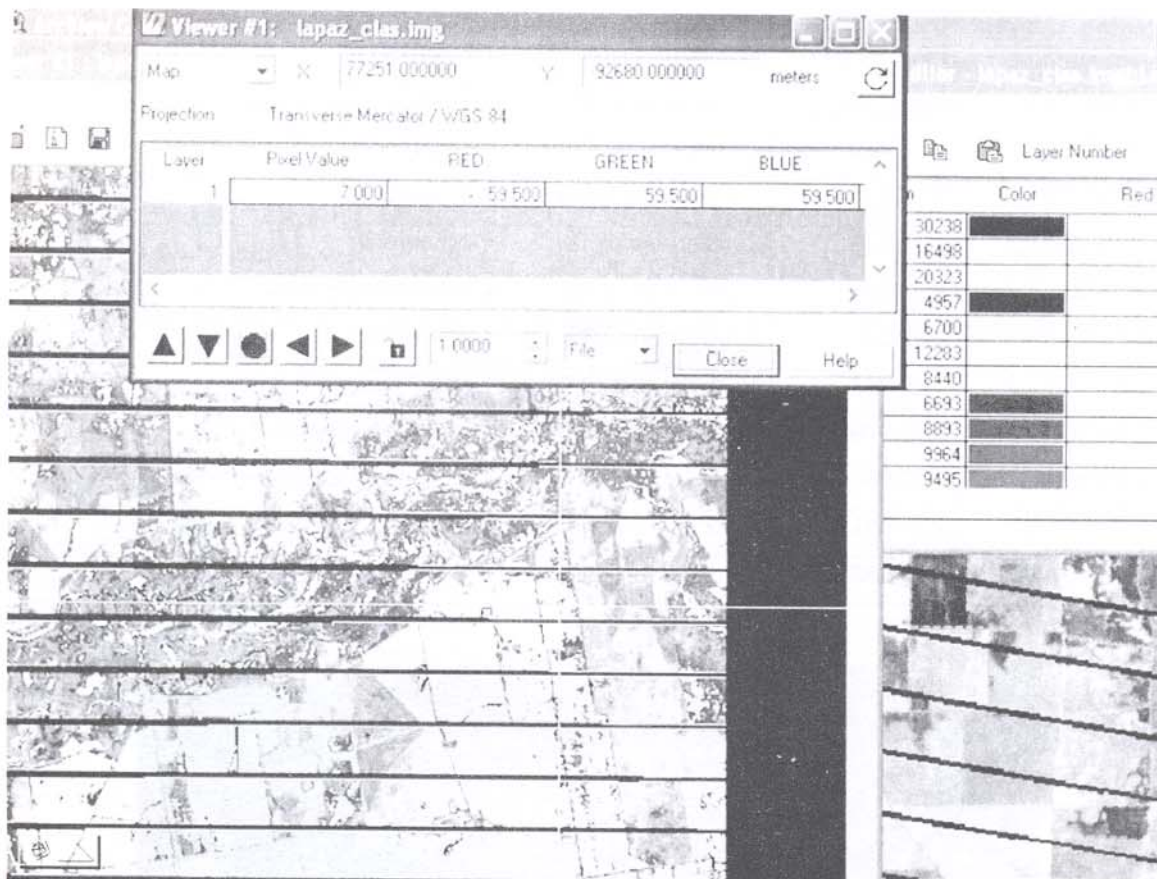 Viewer #1: lapaz_clas.img
Map X 77251.000000 Y 92680.000000 meters
Projection Transverse Mercator / WGS 84
Layer Pixel Value RED GREEN BLUE
1 7.000 59.500 59.500 59.500
1.0000 File Close Help
Layer Number
Color Red
30238
16498
20323
4957
6700
12283
8440
6693
8893
9964
9495